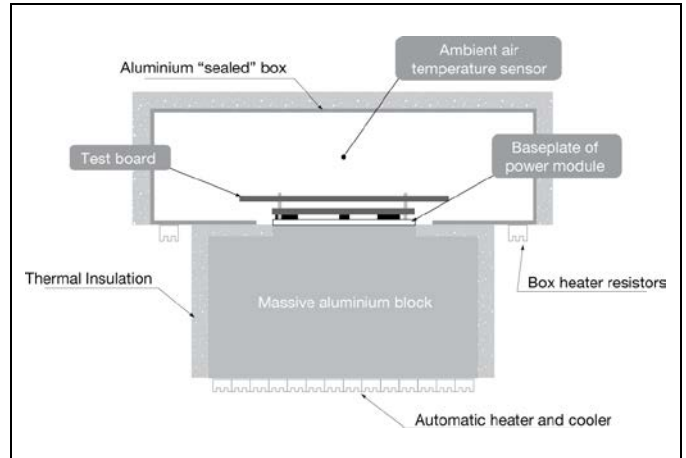 Ambient air
temperature sensor
Aluminium “sealed” box
Test board
Baseplate of
power module
Thermal Insulation
Massive aluminium block
Box heater resistors
Automatic heater and cooler